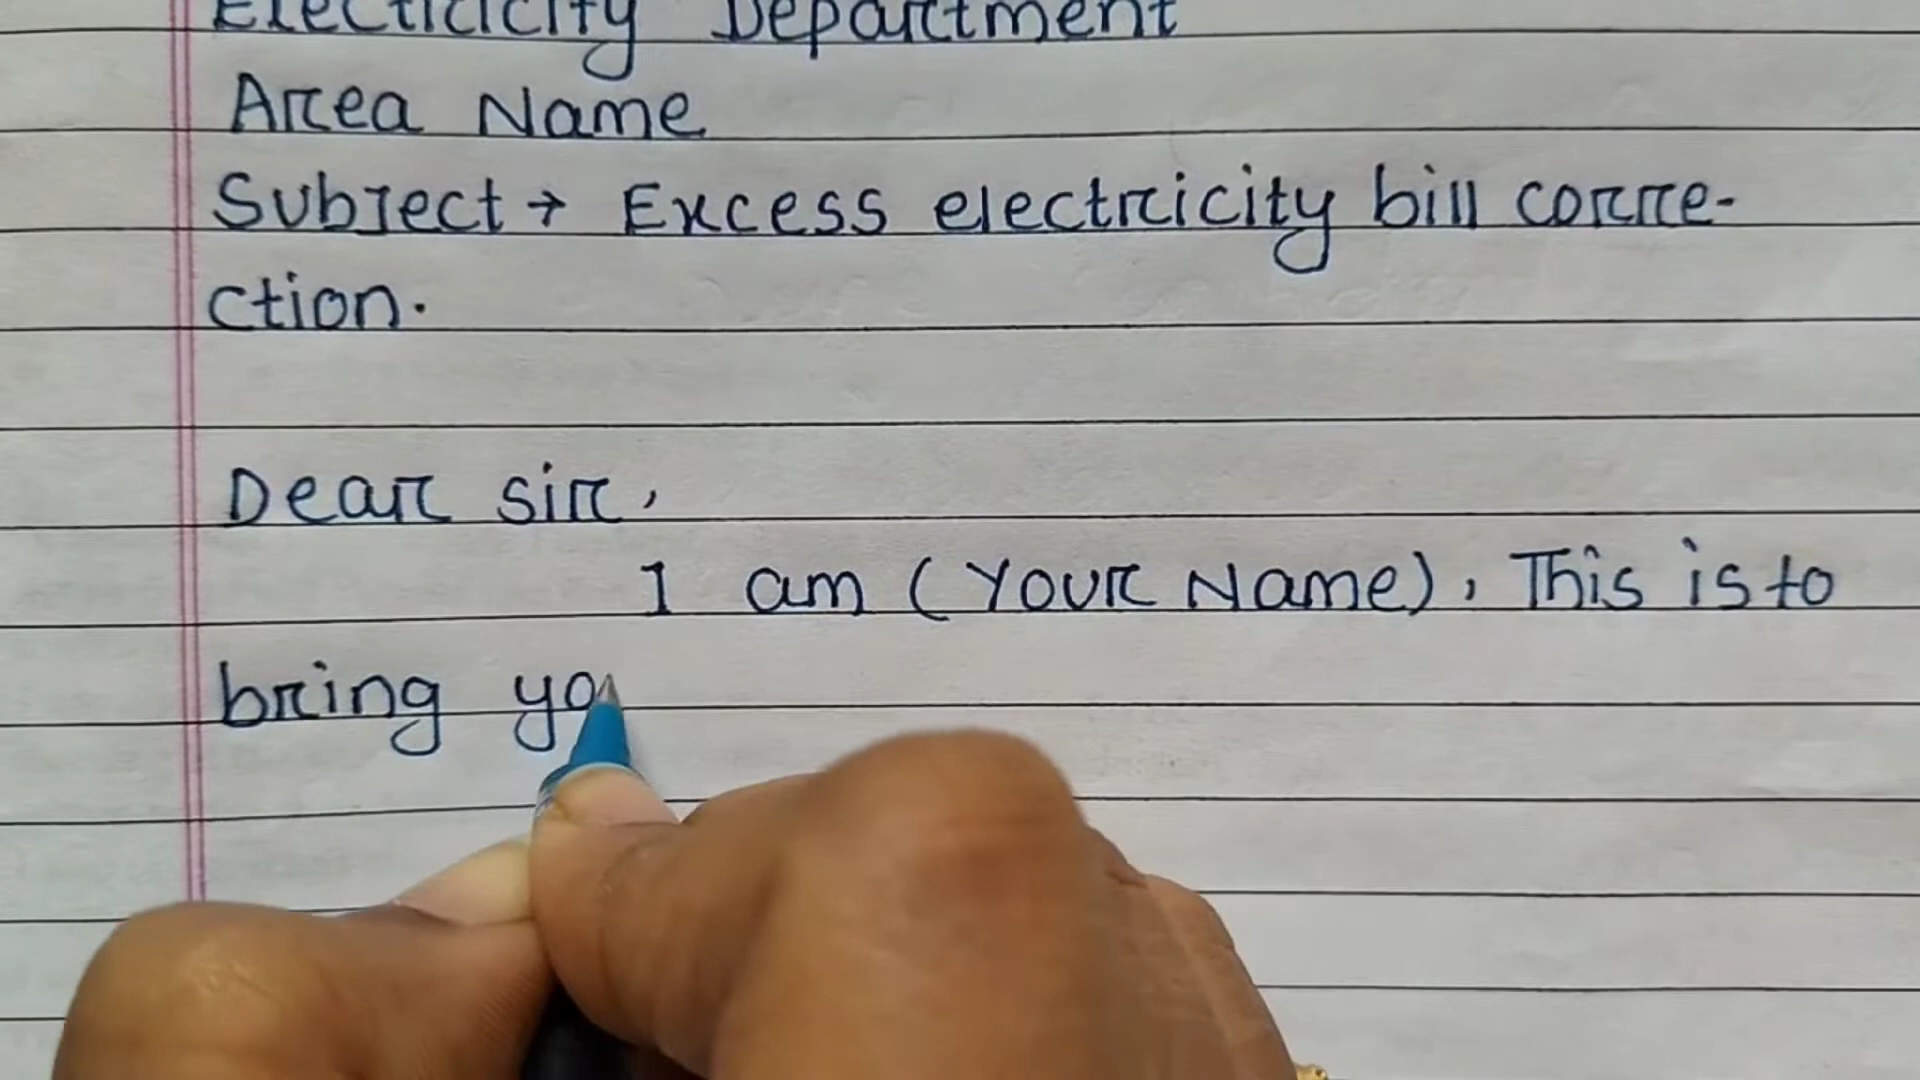 Electricity Department
Area Name
Subject → Excess electricity bill corre-
ction.
Dear sir,
I am (Your Name), This is to
bring yo